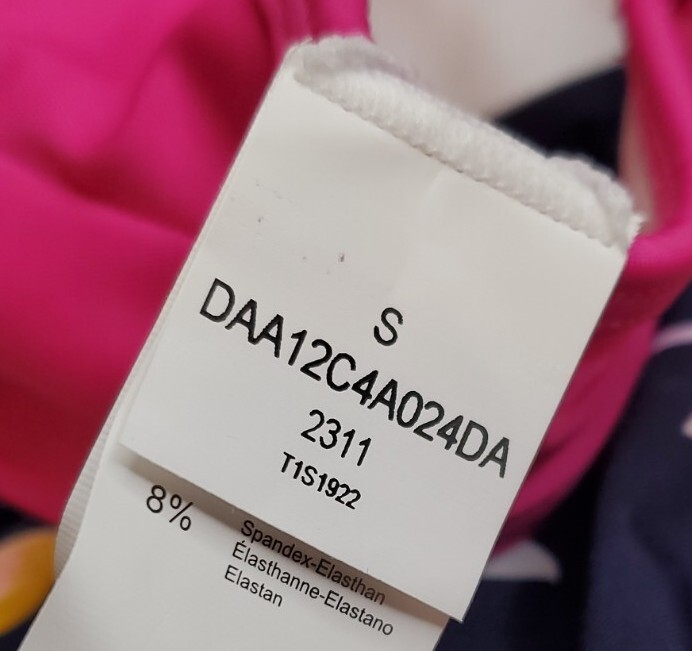 S
DAA12C4A024DA
2311
T1S1922
8%
Spandex-Elasthan
Élasthanne-Elastano
Elastan